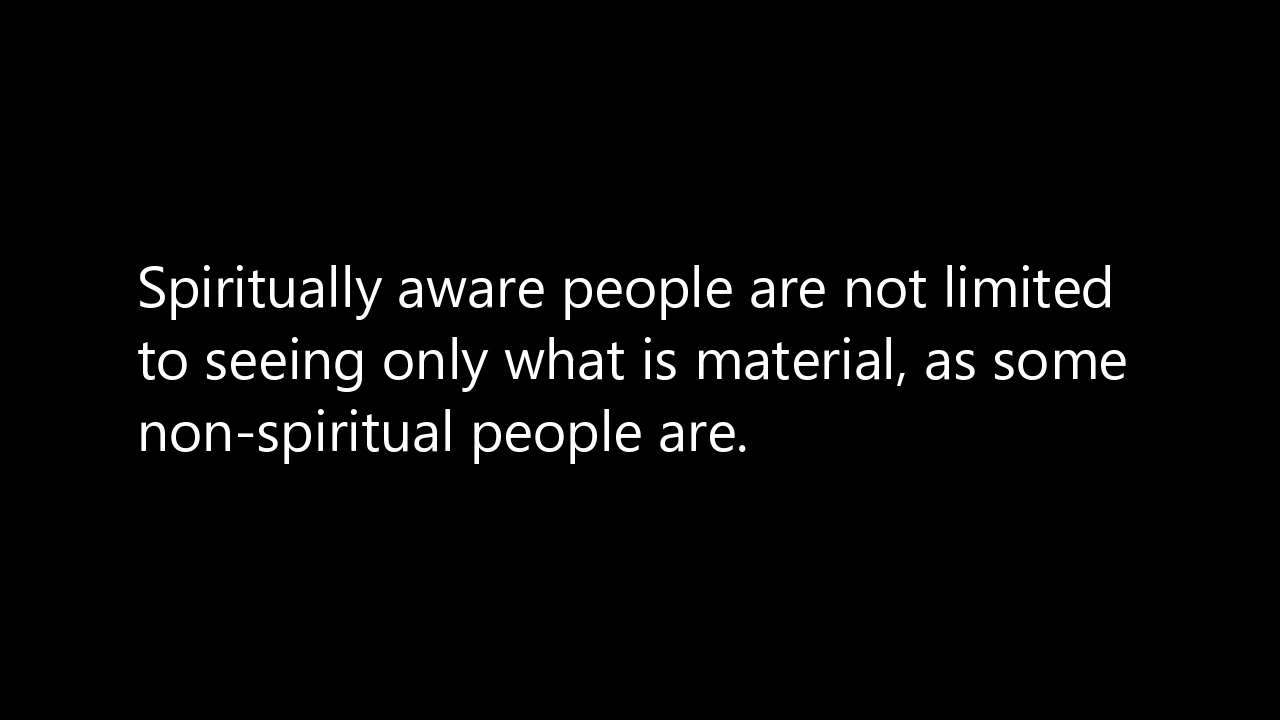 Spiritually aware people are not limited
to seeing only what is material, as some
non-spiritual people are.